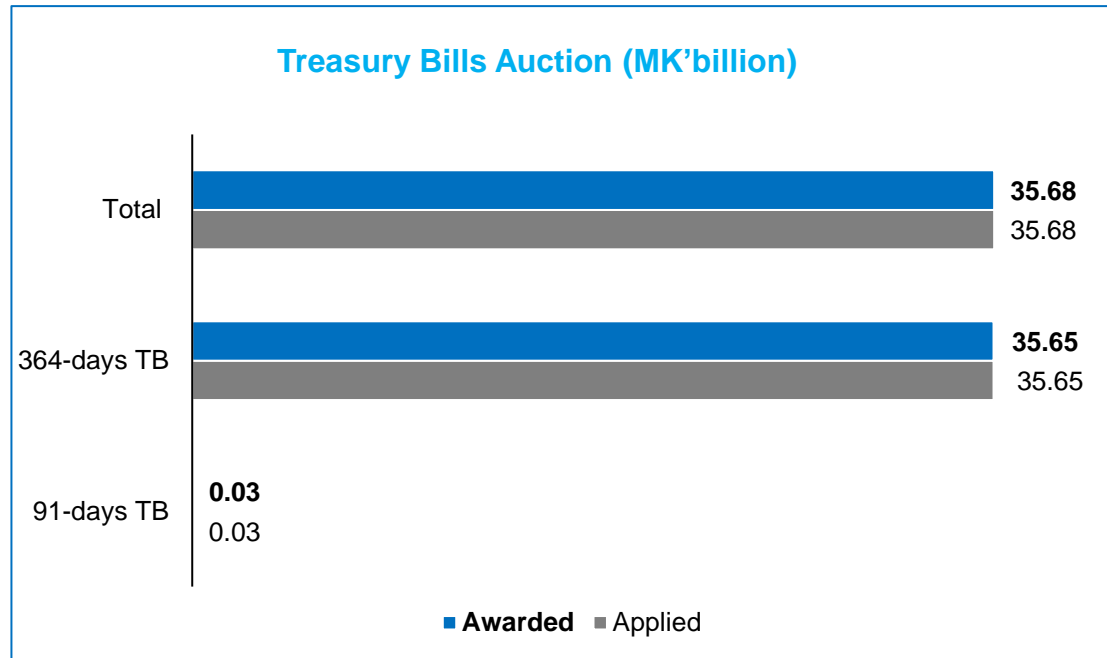 Treasury Bills Auction (MK’billion)
Total
35.68
35.68
364-days TB
35.65
35.65
91-days TB
0.03
0.03
Awarded Applied